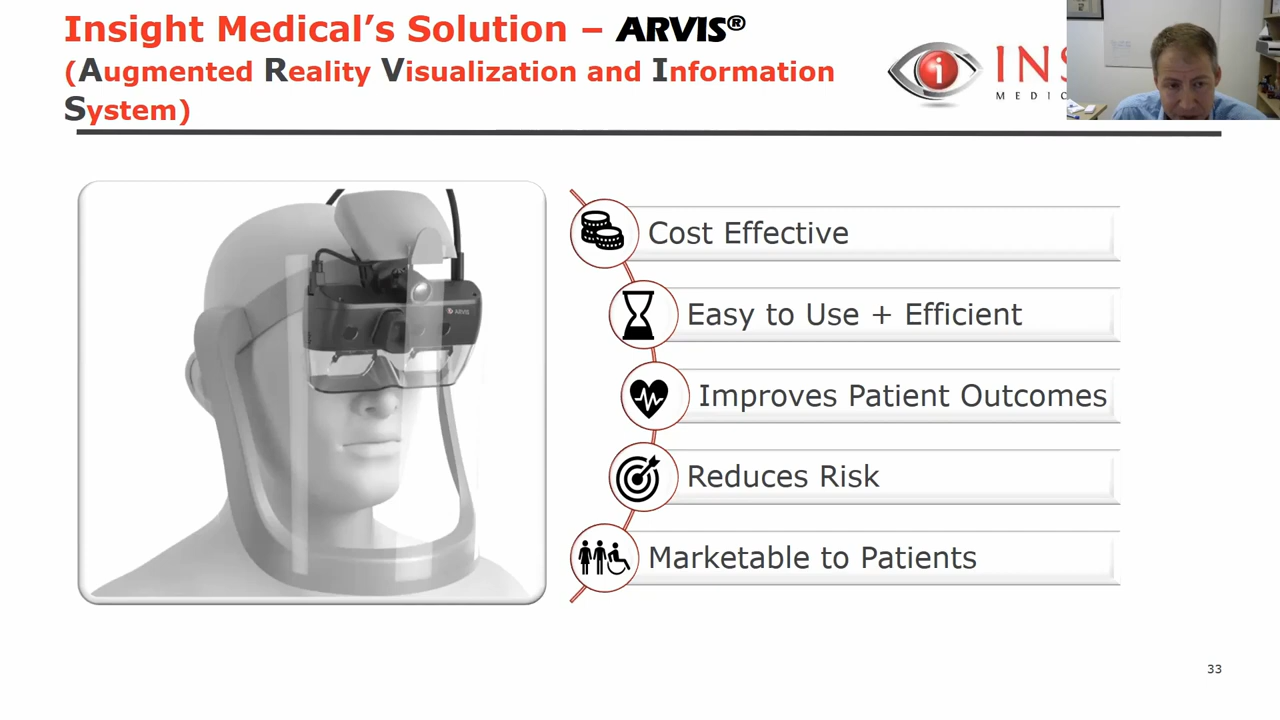 Insight Medical's Solution – ARVIS®
(Augmented Reality Visualization and Information
System)
INS
MEDIC
ARVIS
Cost Effective
Easy to Use + Efficient
Improves Patient Outcomes
Reduces Risk
Marketable to Patients
33